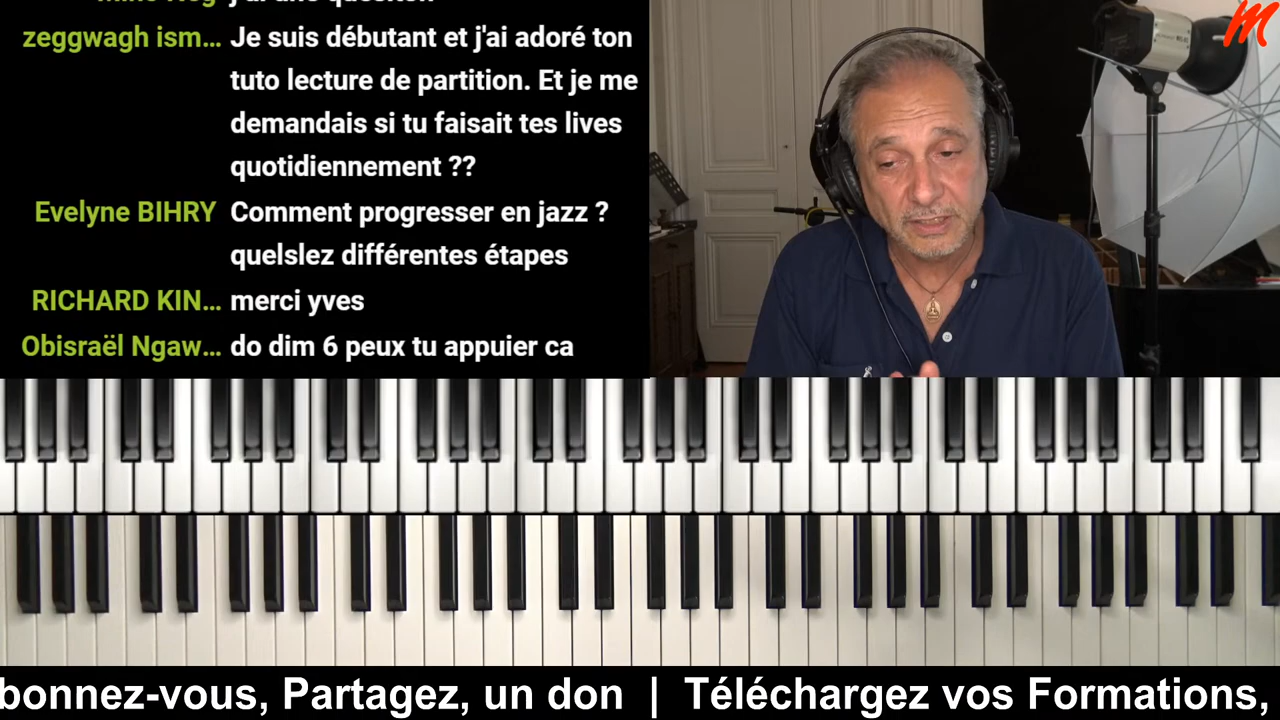 j'ai une
zeggwagh ism… Je suis débutant et j'ai adoré ton
tuto lecture de partition. Et je me
demandais si tu faisait tes lives
quotidiennement ??
Evelyne BIHRY Comment progresser en jazz ?
quelslez différentes étapes
RICHARD KIN… merci yves
Obisraël Ngaw… do dim 6 peux tu appuier ca
bonnez-vous, Partagez, un don | Téléchargez vos Formations,